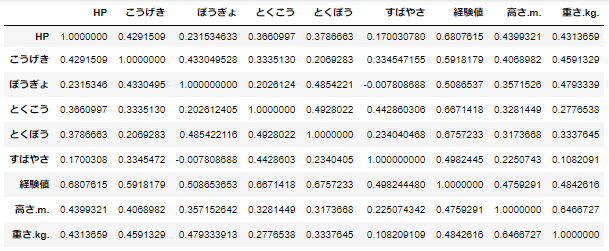 HP こうげき ぼうぎょ とくこう とくぼう すばやさ 経験値 高さ.m. 重さ.kg.
HP 1.0000000 0.4291509 0.231534633 0.3660997 0.3786663 0.170030780 0.6807615 0.4399321 0.4313659
こうげき 0.4291509 1.0000000 0.433049528 0.3335130 0.2069283 0.334547155 0.5918179 0.4068982 0.4591329
ぼうぎょ 0.2315346 0.4330495 1.000000000 0.2026124 0.4854221 -0.007808688 0.5086537 0.3571526 0.4793339
とくこう 0.3660997 0.3335130 0.202612405 1.0000000 0.4928022 0.442860306 0.6671418 0.3281449 0.2776538
とくぼう 0.3786663 0.2069283 0.485422116 0.4928022 1.0000000 0.234040468 0.6757233 0.3173668 0.3337645
すばやさ 0.1700308 0.3345472 -0.007808688 0.4428603 0.2340405 1.000000000 0.4982445 0.2250743 0.1082091
経験値 0.6807615 0.5918179 0.508653653 0.6671418 0.6757233 0.498244480 1.0000000 0.4759291 0.4842616
高さ.m. 0.4399321 0.4068982 0.357152642 0.3281449 0.3173668 0.225074342 0.4759291 1.0000000 0.6466727
重さ.kg. 0.4313659 0.4591329 0.479333913 0.2776538 0.3337645 0.108209109 0.4842616 0.6466727 1.0000000